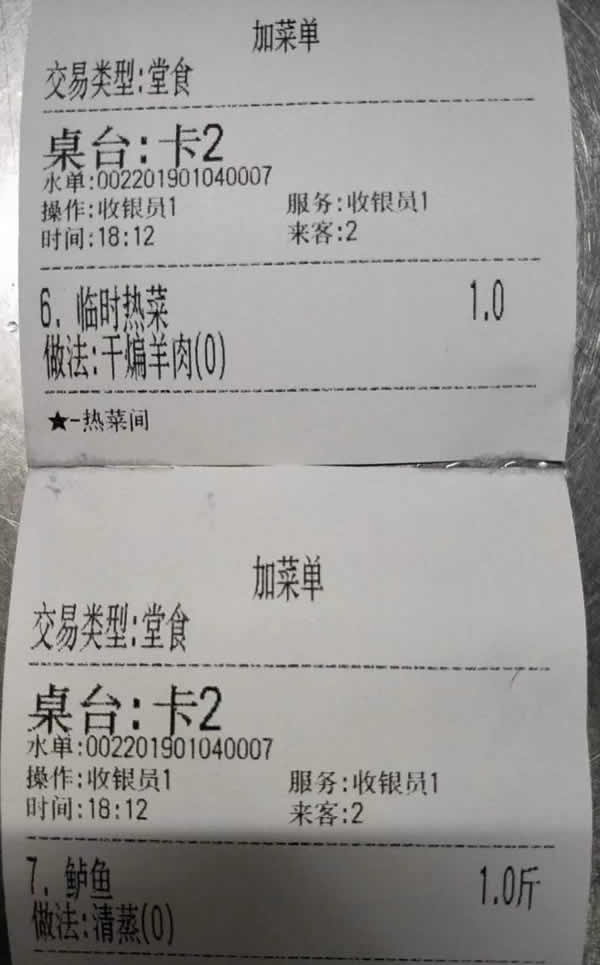 加菜单
交易类型:堂食
桌台:卡2
水单:002201901040007
操作:收银员1 服务:收银员1
时间:18:12 来客:2
6. 临时热菜 1.0
做法:干煸羊肉(0)
★-热菜间
加菜单
交易类型:堂食
桌台:卡2
水单:002201901040007
操作:收银员1 服务:收银员1
时间:18:12 来客:2
7. 鲈鱼 1.0斤
做法:清蒸(0)